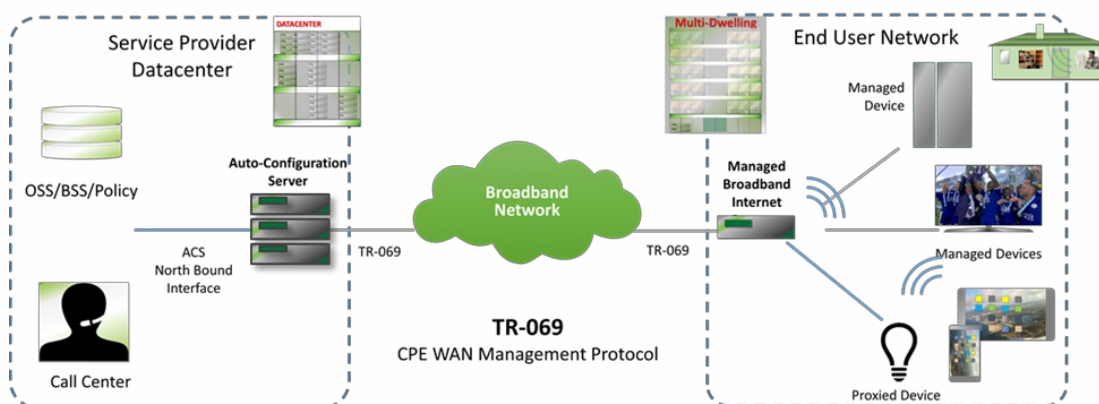 Service Provider
Datacenter
DATACENTER
OSS/BSS/Policy
Auto-Configuration
Server
ACS
North Bound
Interface
Call Center
TR-069
Broadband
Network
TR-069
CPE WAN Management Protocol
TR-069
Multi-Dwelling
End User Network
Managed
Device
Managed
Broadband
Internet
Managed Devices
Proxied Device